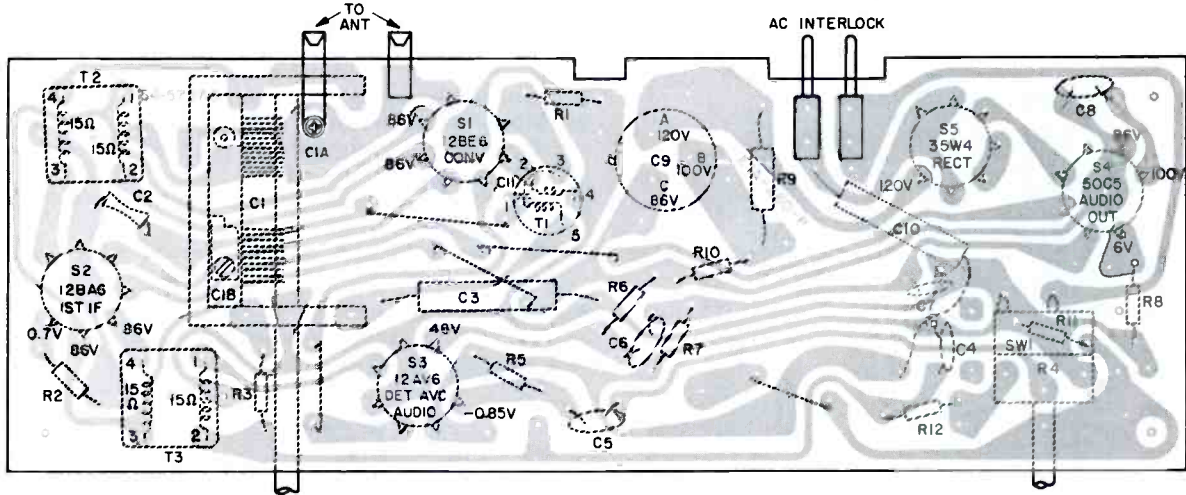 TO
ANT
AC INTERLOCK
T2
4
1
15Ω
15Ω
3
2
C2
C1
C1A
C1B
86V
86V
S1
12BE6
CONV
R1
C11
2
3
4
T1
5
A
120V
C9
B
100V
C
86V
R9
S5
35W4
RECT
120V
C8
86V
S4
50C5
AUDIO
OUT
100V
6V
C10
S2
12BA6
1ST IF
0.7V
86V
86V
R2
C3
R10
R6
C6
R7
C7
C4
SW1
R11
R4
R8
48V
S3
12AV6
DET AVC
AUDIO
-0.85V
R5
C5
R12
4
1
15
Ω
15Ω
3
2
T3
R3